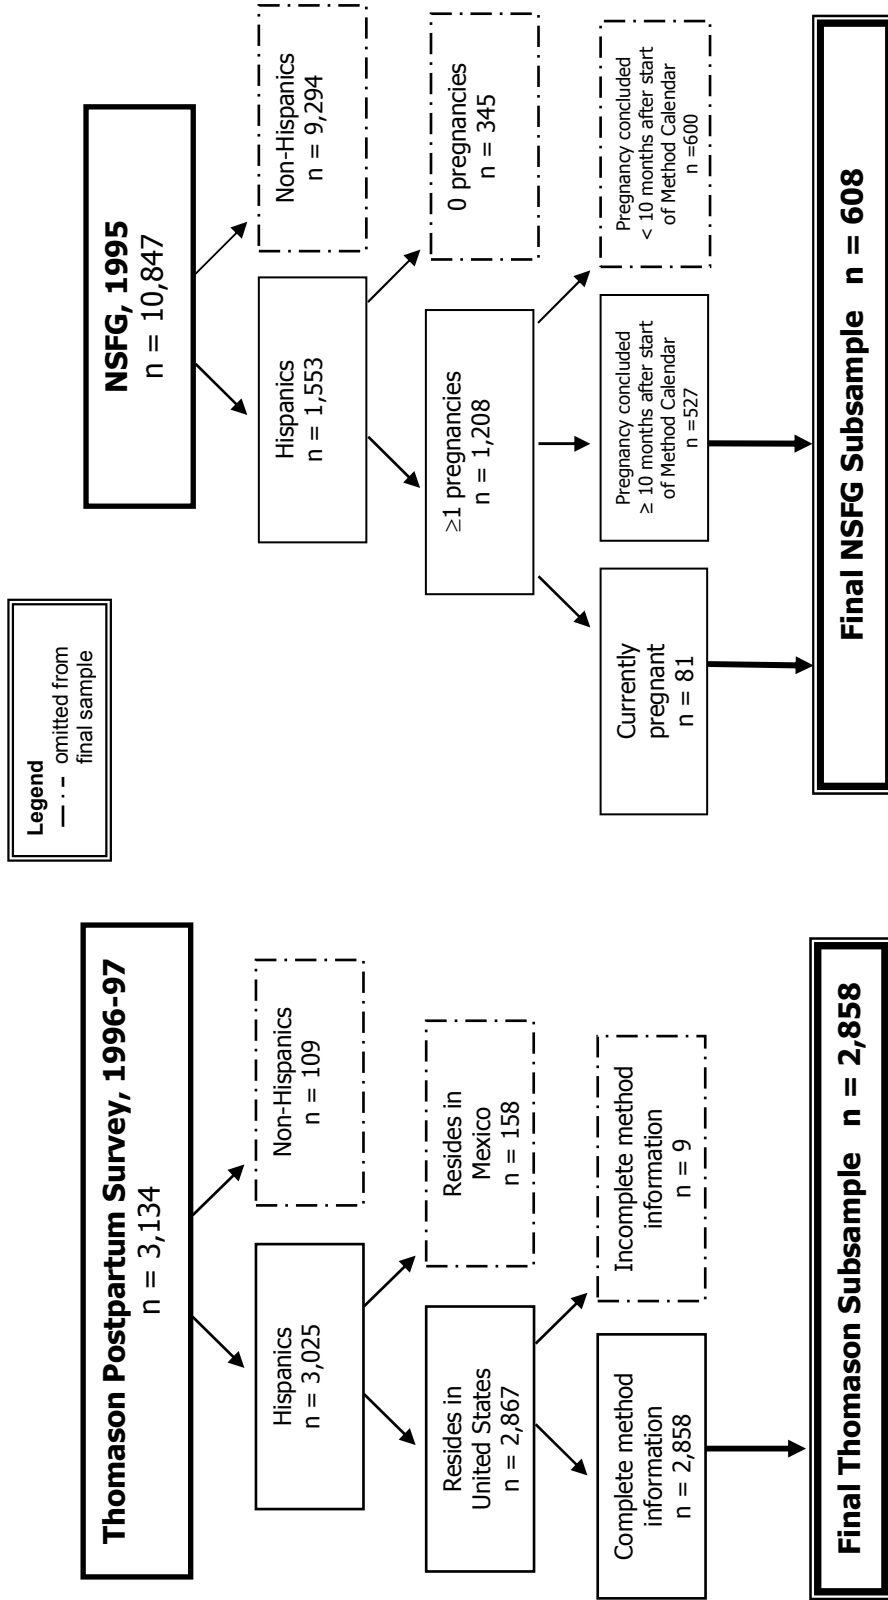 Legend
— · – omitted from
final sample
Thomason Postpartum Survey, 1996-97
n = 3,134
Hispanics
n = 3,025
Non-Hispanics
n = 109
Resides in
United States
n = 2,867
Resides in
Mexico
n = 158
Complete method
information
n = 2,858
Incomplete method
information
n = 9
Final Thomason Subsample n = 2,858
NSFG, 1995
n = 10,847
Hispanics
n = 1,553
Non-Hispanics
n = 9,294
≥1 pregnancies
n = 1,208
0 pregnancies
n = 345
Currently
pregnant
n = 81
Pregnancy concluded
≥ 10 months after start
of Method Calendar
n =527
Pregnancy concluded
< 10 months after start
of Method Calendar
n =600
Final NSFG Subsample n = 608